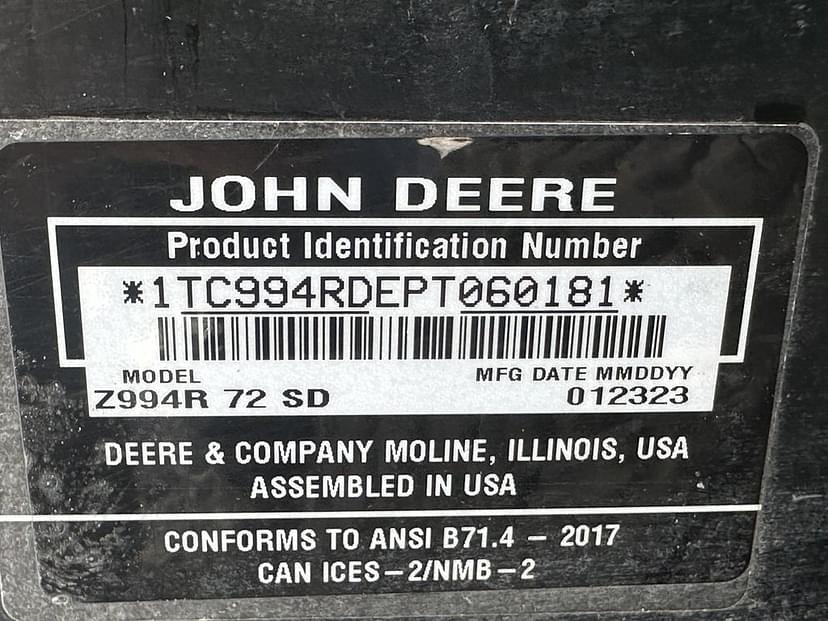 JOHN DEERE
Product Identification Number
*1TC994RDEPT060181*
MODEL
MFG DATE MMDDYY
Z994R 72 SD
012323
DEERE & COMPANY MOLINE, ILLINOIS, USA
ASSEMBLED IN USA
CONFORMS TO ANSI B71.4 – 2017
CAN ICES–2/NMB–2